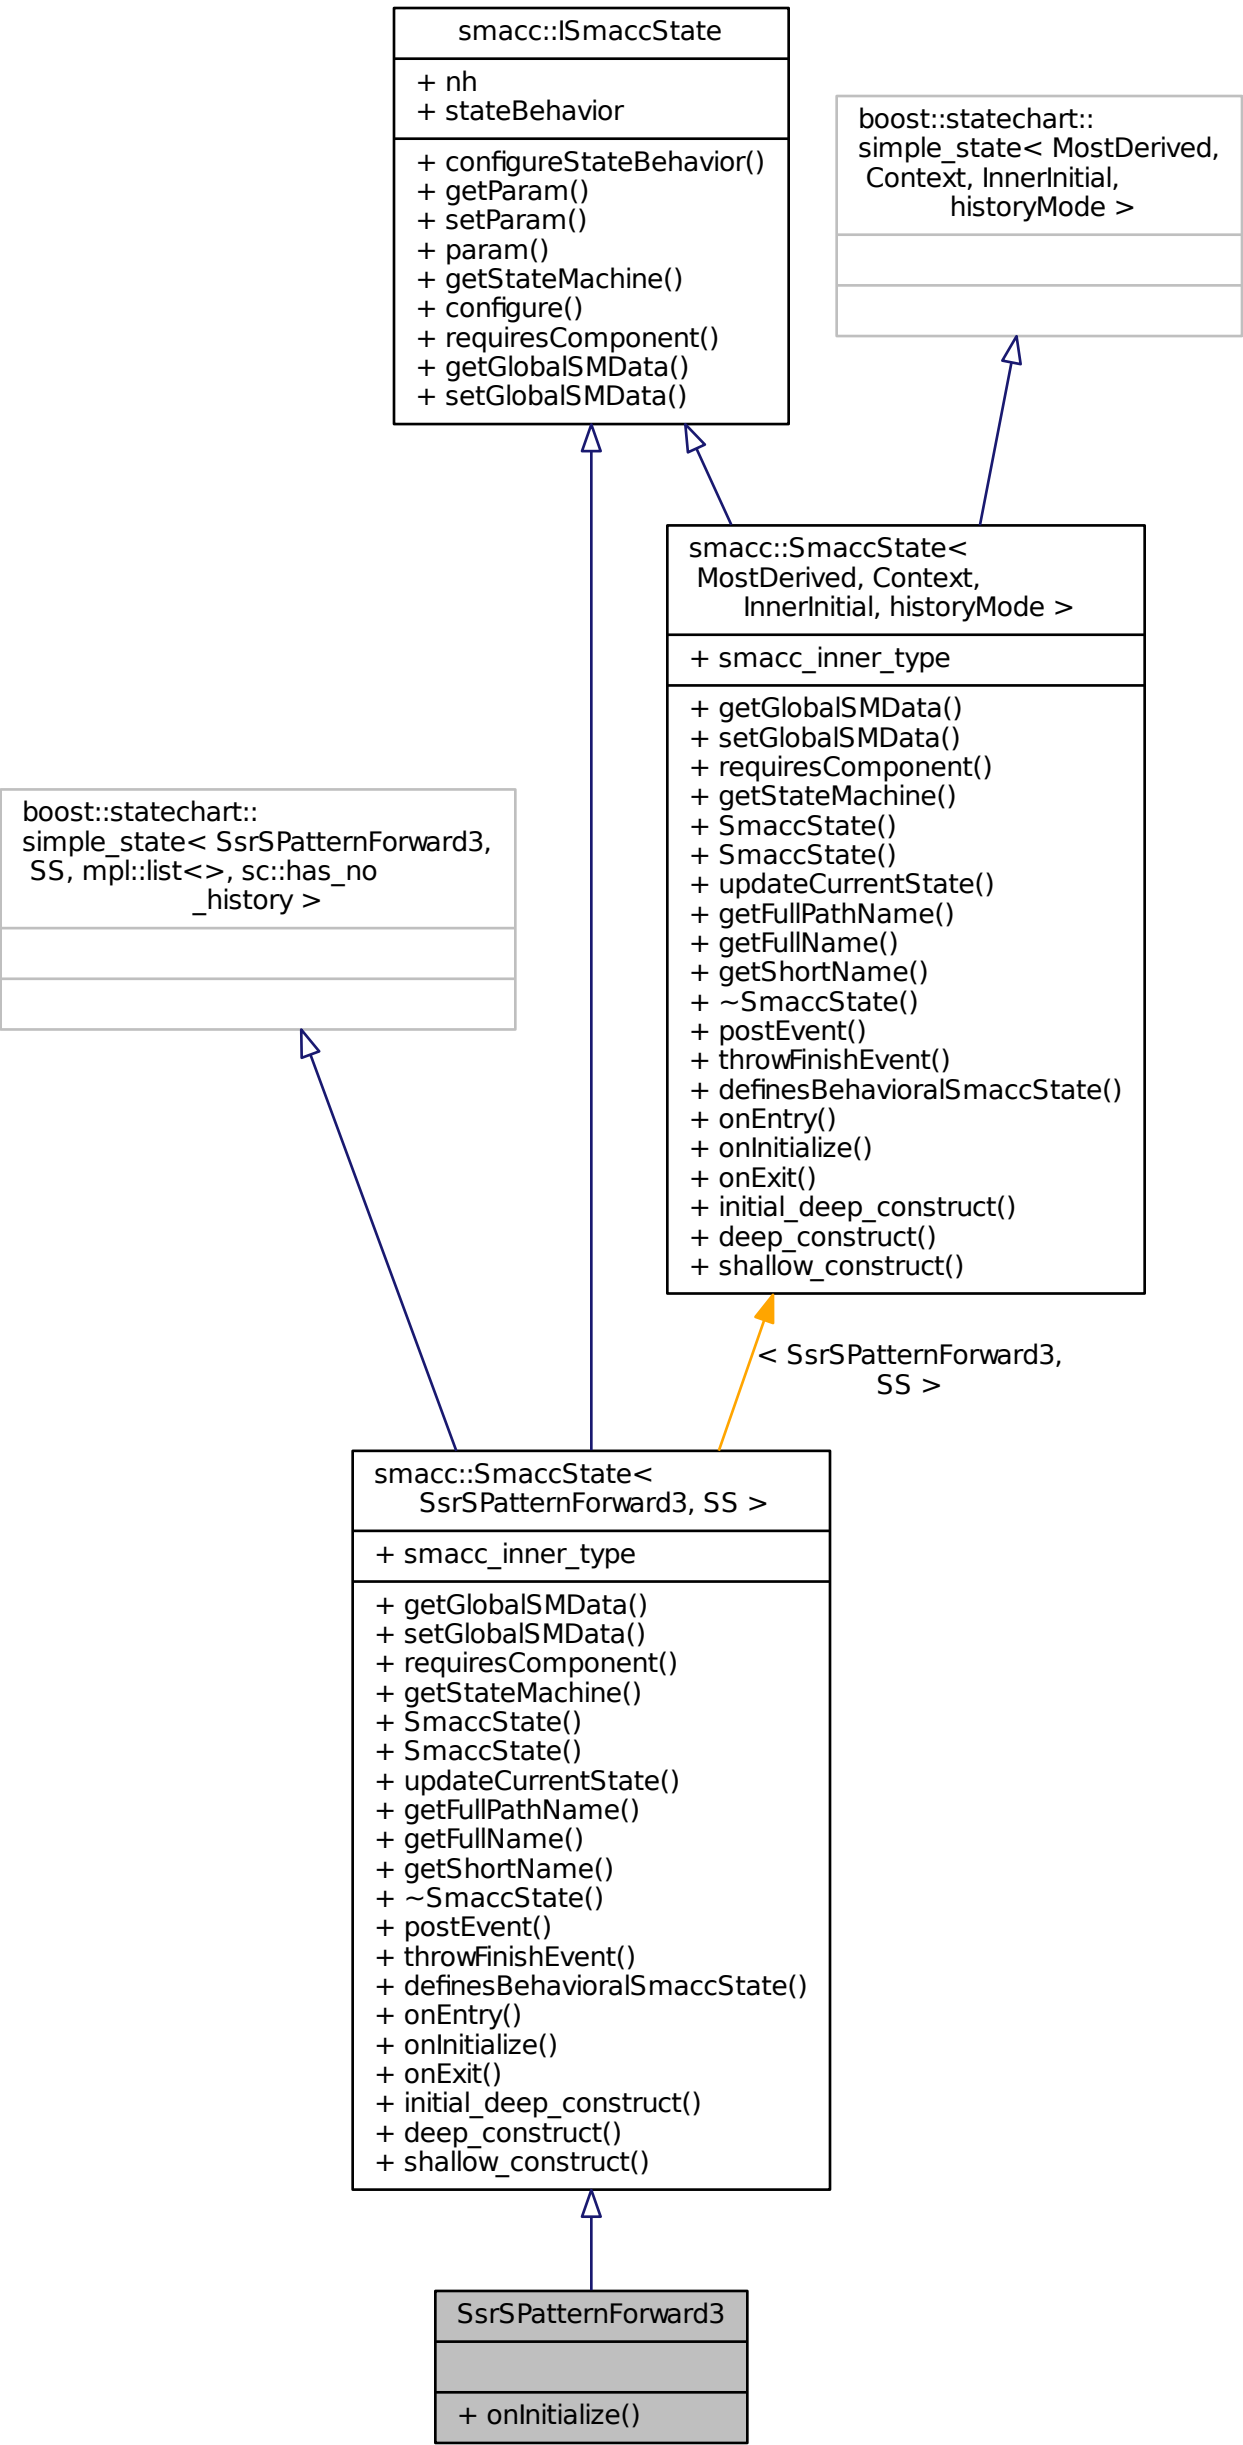 smacc::ISmaccState
+ nh
+ stateBehavior
+ configureStateBehavior()
+ getParam()
+ setParam()
+ param()
+ getStateMachine()
+ configure()
+ requiresComponent()
+ getGlobalSMData()
+ setGlobalSMData()
boost::statechart::
simple_state< MostDerived,
Context, InnerInitial,
historyMode >
smacc::SmaccState<
MostDerived, Context,
InnerInitial, historyMode >
+ smacc_inner_type
+ getGlobalSMData()
+ setGlobalSMData()
+ requiresComponent()
+ getStateMachine()
+ SmaccState()
+ SmaccState()
+ updateCurrentState()
+ getFullPathName()
+ getFullName()
+ getShortName()
+ ~SmaccState()
+ postEvent()
+ throwFinishEvent()
+ definesBehavioralSmaccState()
+ onEntry()
+ onInitialize()
+ onExit()
+ initial_deep_construct()
+ deep_construct()
+ shallow_construct()
boost::statechart::
simple_state< SsrSPatternForward3,
SS, mpl::list<>, sc::has_no
_history >
< SsrSPatternForward3,
SS >
smacc::SmaccState<
SsrSPatternForward3, SS >
+ smacc_inner_type
+ getGlobalSMData()
+ setGlobalSMData()
+ requiresComponent()
+ getStateMachine()
+ SmaccState()
+ SmaccState()
+ updateCurrentState()
+ getFullPathName()
+ getFullName()
+ getShortName()
+ ~SmaccState()
+ postEvent()
+ throwFinishEvent()
+ definesBehavioralSmaccState()
+ onEntry()
+ onInitialize()
+ onExit()
+ initial_deep_construct()
+ deep_construct()
+ shallow_construct()
SsrSPatternForward3
+ onInitialize()